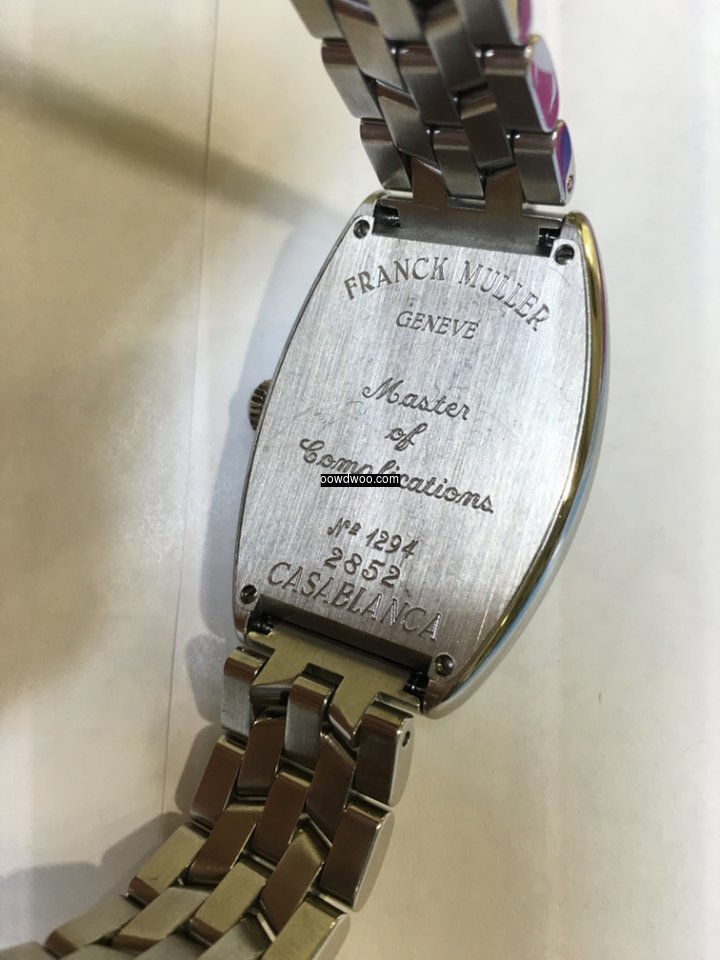 FRANCK MULLER
GENEVE
Master
of
Complications
oowdwoo.com
Nº 1294
2852
CASABLANCA